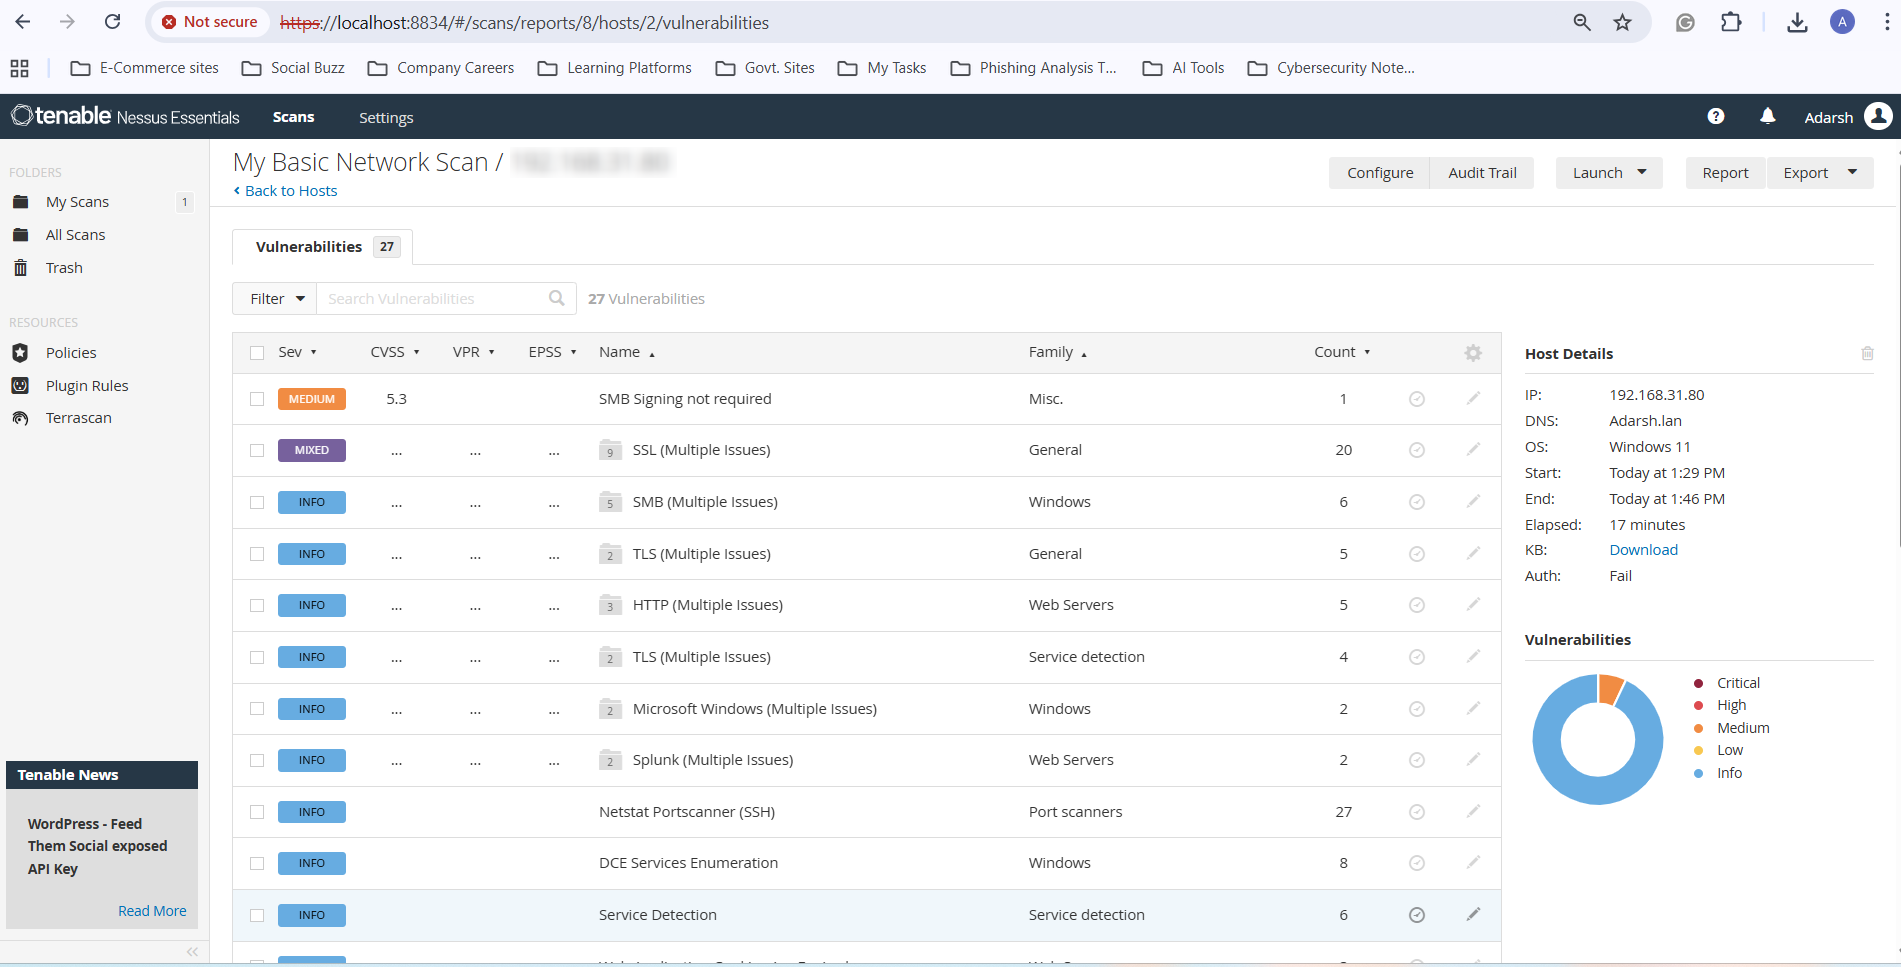 Not secure https://localhost:8834/#/scans/reports/8/hosts/2/vulnerabilities A
E-Commerce sites Social Buzz Company Careers Learning Platforms Govt. Sites My Tasks Phishing Analysis T... AI Tools Cybersecurity Note...
tenable Nessus Essentials Scans Settings ? Adarsh
FOLDERS
My Scans 1
All Scans
Trash
RESOURCES
Policies
Plugin Rules
Terrascan
Tenable News
WordPress - Feed
Them Social exposed
API Key
Read More
My Basic Network Scan /
Back to Hosts
Configure Audit Trail Launch Report Export
Vulnerabilities 27
Filter Search Vulnerabilities 27 Vulnerabilities
Sev CVSS VPR EPSS Name Family Count
MEDIUM 5.3 SMB Signing not required Misc. 1
MIXED ... ... ... 9 SSL (Multiple Issues) General 20
INFO ... ... ... 5 SMB (Multiple Issues) Windows 6
INFO ... ... ... 2 TLS (Multiple Issues) General 5
INFO ... ... ... 3 HTTP (Multiple Issues) Web Servers 5
INFO ... ... ... 2 TLS (Multiple Issues) Service detection 4
INFO ... ... ... 2 Microsoft Windows (Multiple Issues) Windows 2
INFO ... ... ... 2 Splunk (Multiple Issues) Web Servers 2
INFO Netstat Portscanner (SSH) Port scanners 27
INFO DCE Services Enumeration Windows 8
INFO Service Detection Service detection 6
Host Details
IP: 192.168.31.80
DNS: Adarsh.lan
OS: Windows 11
Start: Today at 1:29 PM
End: Today at 1:46 PM
Elapsed: 17 minutes
KB: Download
Auth: Fail
Vulnerabilities
Critical
High
Medium
Low
Info